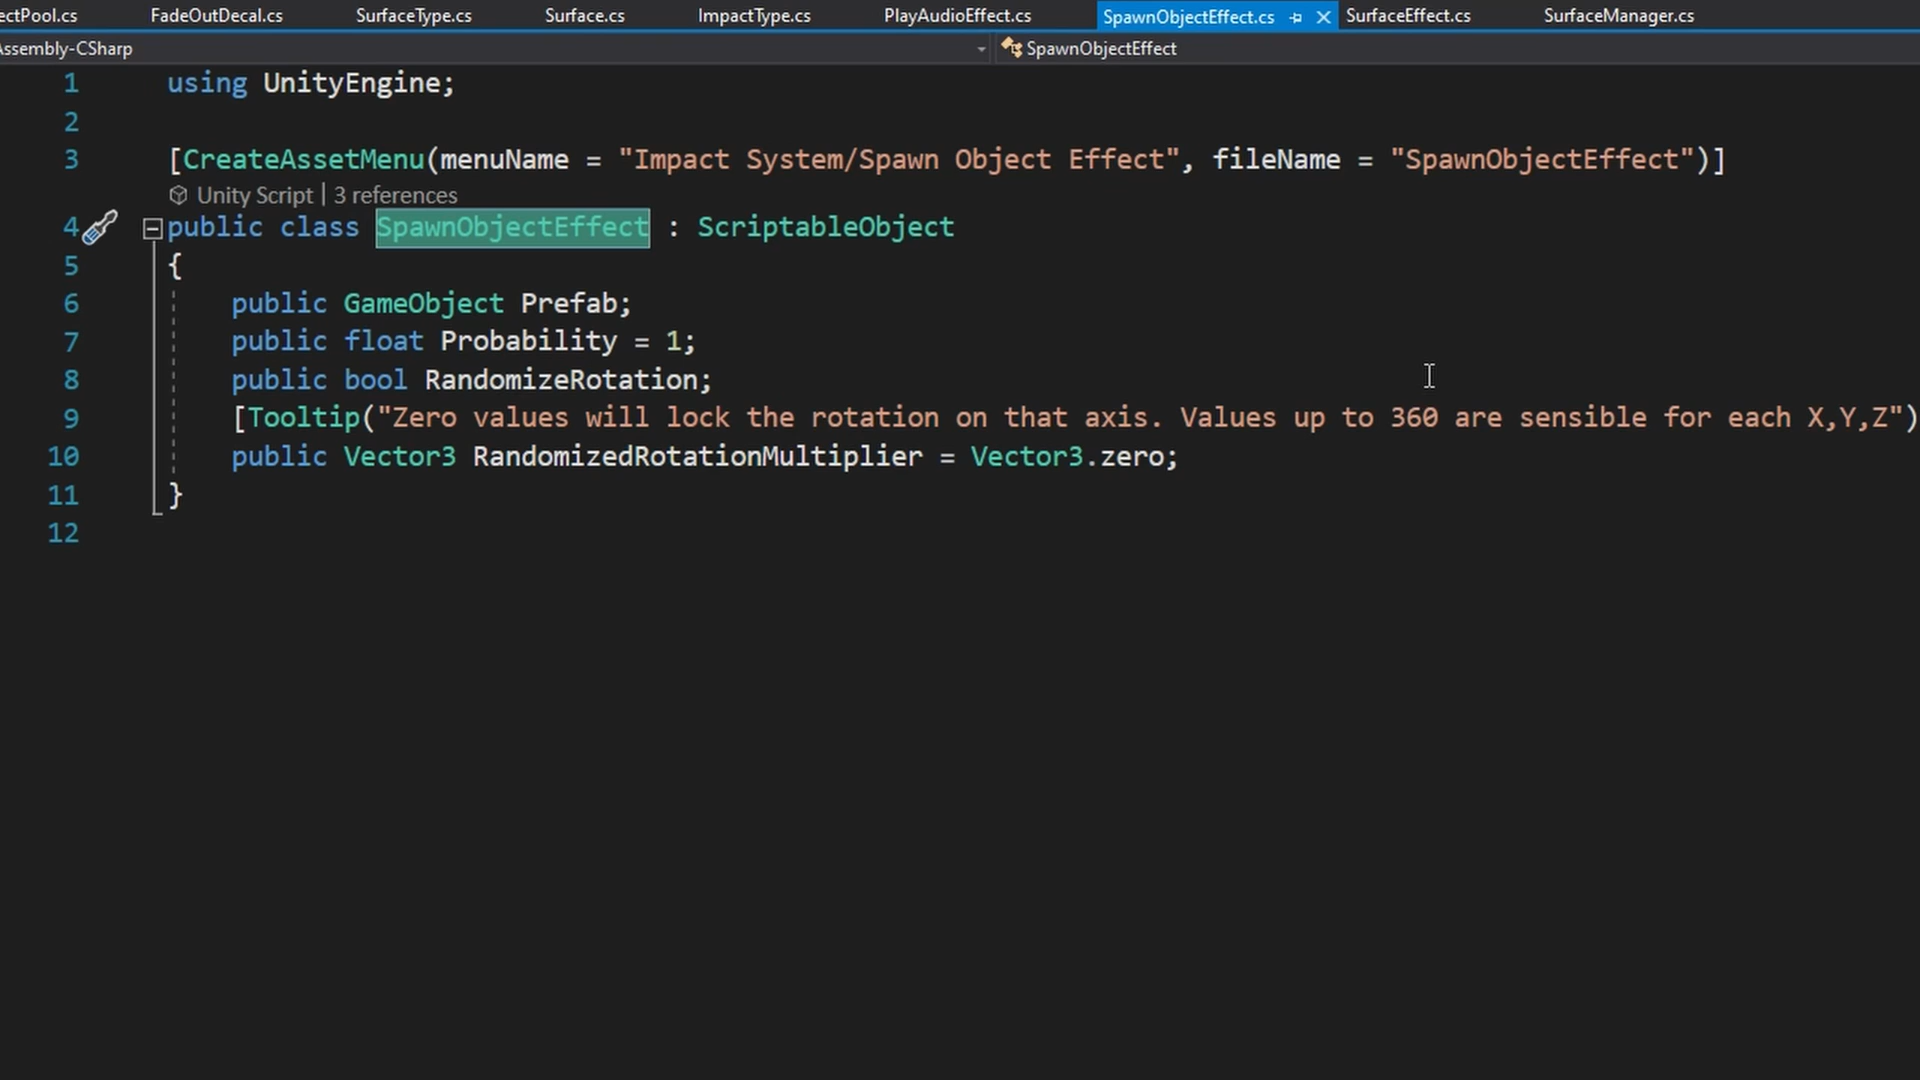 ectPool.cs FadeOutDecal.cs SurfaceType.cs Surface.cs ImpactType.cs PlayAudioEffect.cs SpawnObjectEffect.cs SurfaceEffect.cs SurfaceManager.cs
Assembly-CSharp SpawnObjectEffect
1 using UnityEngine;
2
3 [CreateAssetMenu(menuName = "Impact System/Spawn Object Effect", fileName = "SpawnObjectEffect")]
Unity Script | 3 references
4 public class SpawnObjectEffect : ScriptableObject
5 {
6 public GameObject Prefab;
7 public float Probability = 1;
8 public bool RandomizeRotation;
9 [Tooltip("Zero values will lock the rotation on that axis. Values up to 360 are sensible for each X,Y,Z")
10 public Vector3 RandomizedRotationMultiplier = Vector3.zero;
11 }
12